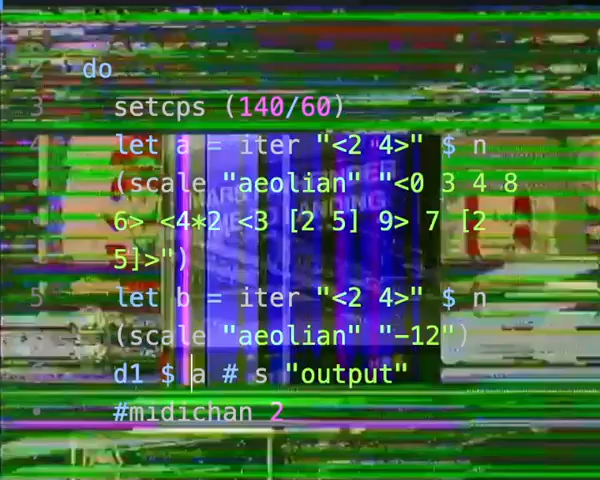 2 do
3 setcps (140/60)
4 let a = iter "<2 4>" $ n
(scale "aeolian" "<0 3 4 8
6> <4*2 <3 [2 5] 9> 7 [2
5]>")
5 let b = iter "<2 4>" $ n
(scale "aeolian" "-12")
d1 $ a # s "output"
#midichan 2
LANDING